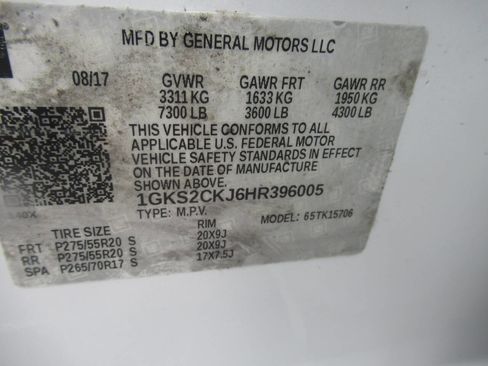 MFD BY GENERAL MOTORS LLC
08/17 GVWR GAWR FRT GAWR RR
3311 KG 1633 KG 1950 KG
7300 LB 3600 LB 4300 LB
THIS VEHICLE CONFORMS TO ALL
APPLICABLE U.S. FEDERAL MOTOR
VEHICLE SAFETY STANDARDS IN EFFECT
ON THE DATE OF MANUFACTURE
SHOWN ABOVE.
1GKS2CKJ6HR396005
TYPE: M.P.V. 65TK15706
TIRE SIZE RIM
FRT P275/55R20 S 20X9J
RR P275/55R20 S 20X9J
SPA P265/70R17 S 17X7.5J